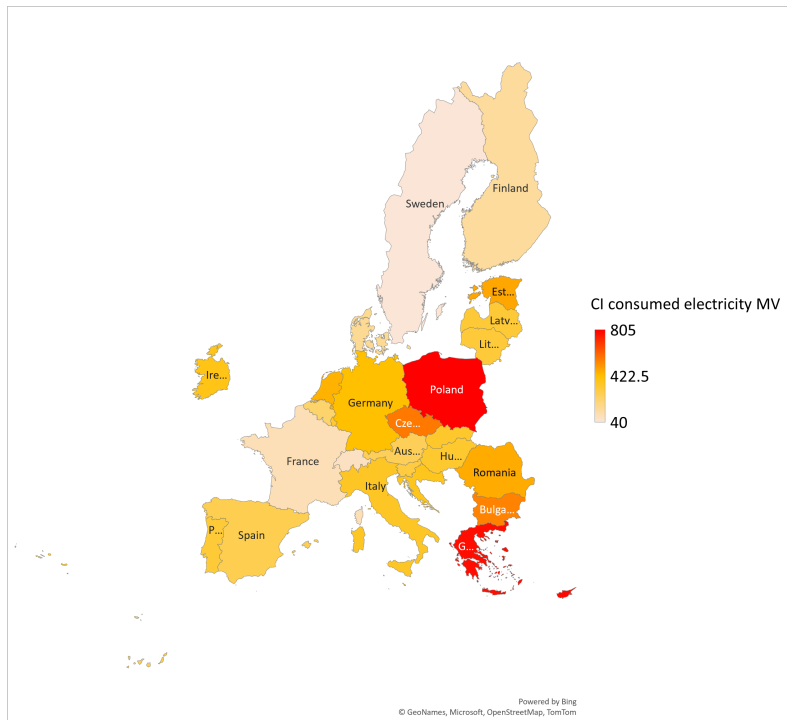 Finland
Sweden
Est...
CI consumed electricity MV
Latv...
805
Lit...
Ire...
422.5
Poland
Germany
40
Cze...
Aus...
Hu...
France
Romania
Italy
Bulga...
P...
Spain
G...
Powered by Bing
© GeoNames, Microsoft, OpenStreetMap, TomTom